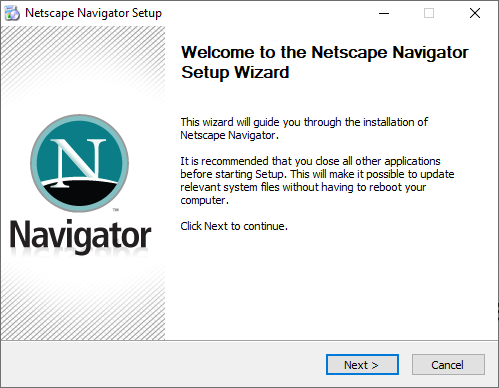 Netscape Navigator Setup
Welcome to the Netscape Navigator
Setup Wizard
This wizard will guide you through the installation of
Netscape Navigator.
It is recommended that you close all other applications
before starting Setup. This will make it possible to update
relevant system files without having to reboot your
computer.
Click Next to continue.
N
™
Navigator
Next >
Cancel